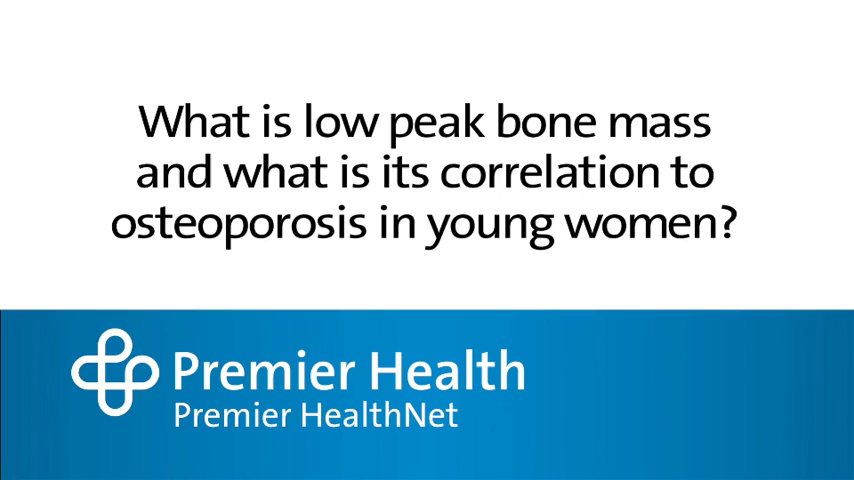 What is low peak bone mass
and what is its correlation to
osteoporosis in young women?
Premier Health
Premier HealthNet